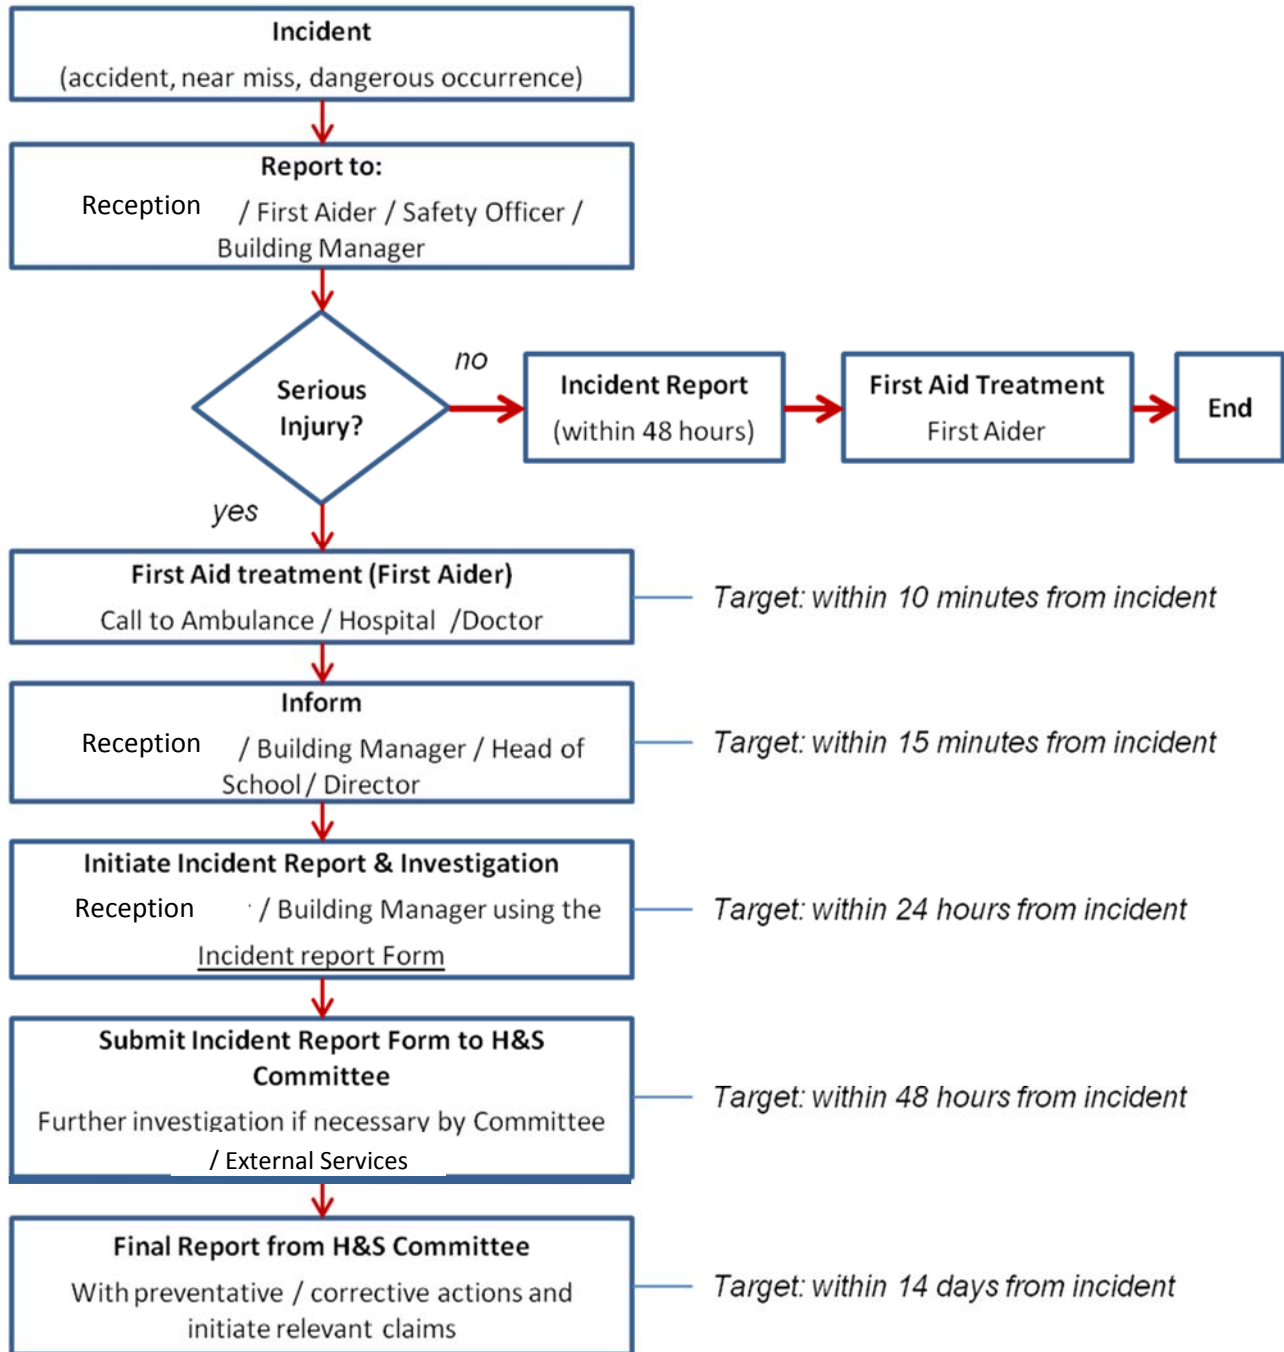 Incident
(accident, near miss, dangerous occurrence)
Report to:
Reception / First Aider / Safety Officer /
Building Manager
Serious
Injury?
no
Incident Report
(within 48 hours)
First Aid Treatment
First Aider
End
yes
First Aid treatment (First Aider)
Call to Ambulance / Hospital /Doctor
Target: within 10 minutes from incident
Inform
Reception / Building Manager / Head of
School / Director
Target: within 15 minutes from incident
Initiate Incident Report & Investigation
Reception / Building Manager using the
Incident report Form
Target: within 24 hours from incident
Submit Incident Report Form to H&S
Committee
Further investigation if necessary by Committee
/ External Services
Target: within 48 hours from incident
Final Report from H&S Committee
With preventative / corrective actions and
initiate relevant claims
Target: within 14 days from incident